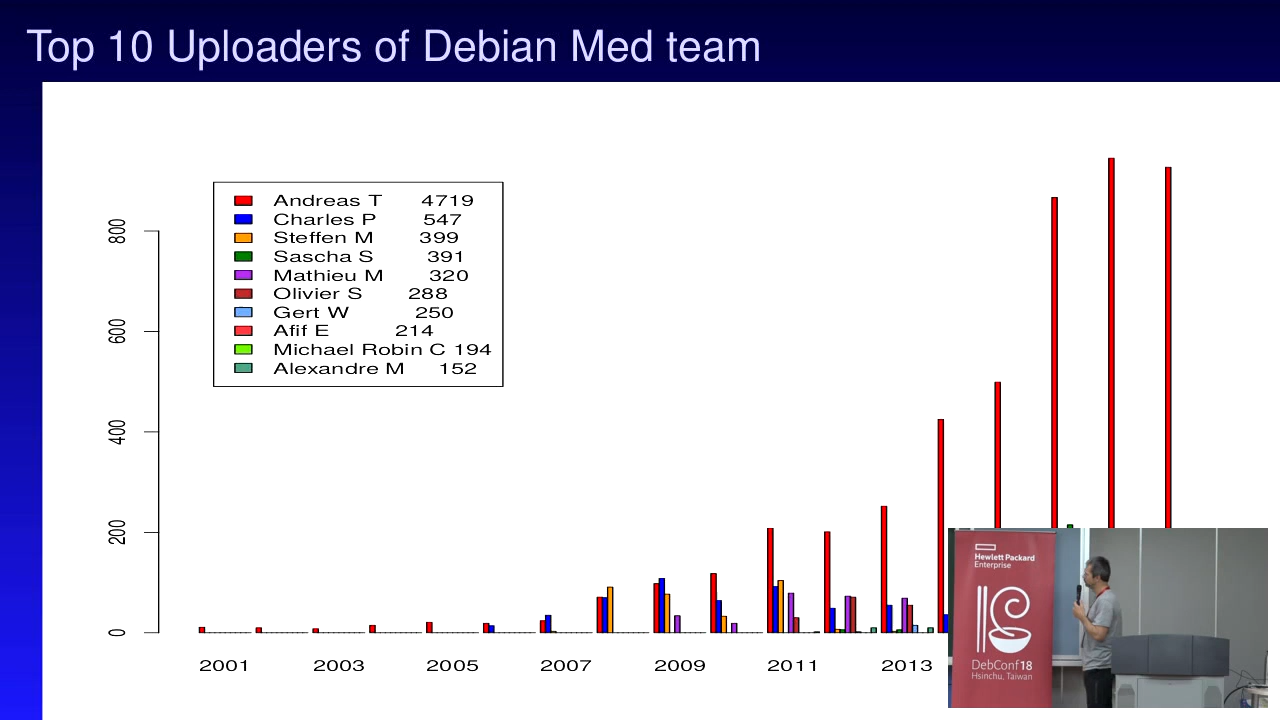 Top 10 Uploaders of Debian Med team
Andreas T 4719
Charles P 547
Steffen M 399
Sascha S 391
Mathieu M 320
Olivier S 288
Gert W 250
Afif E 214
Michael Robin C 194
Alexandre M 152
800
600
400
200
0
2001 2003 2005 2007 2009 2011 2013
Hewlett Packard
Enterprise
DebConf18
Hsinchu, Taiwan